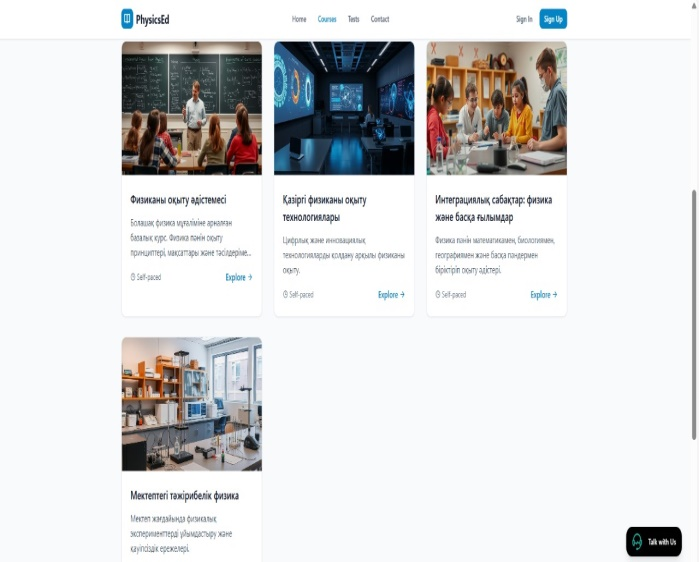 PhysicsEd
Home Courses Tests Contact
Sign In Sign Up
Физиканы оқыту әдістемесі
Болашақ физика мұғаліміне арналған
базалық курс. Физика пәнін оқыту
принциптері, мақсаттары және тәсілдеріме...
Self-paced
Explore →
Қазіргі физиканы оқыту
технологиялары
Цифрлық және инновациялық
технологияларды қолдану арқылы физиканы
оқыту.
Self-paced
Explore →
Интеграциялық сабақтар: физика
және басқа ғылымдар
Физика пәнін математикамен, биологиямен,
географиямен және басқа пәндермен
біріктіріп оқыту әдістері.
Self-paced
Explore →
Мектептегі тәжірибелік физика
Мектеп жағдайында физикалық
эксперименттерді ұйымдастыру және
қауіпсіздік ережелері.
Talk with Us